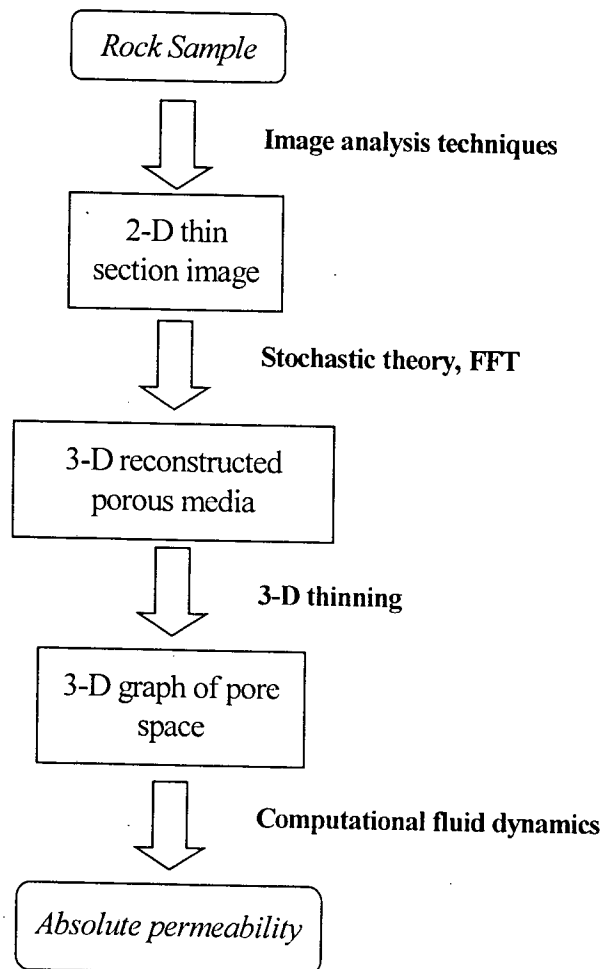 Rock Sample
Image analysis techniques
2-D thin
section image
Stochastic theory, FFT
3-D reconstructed
porous media
3-D thinning
3-D graph of pore
space
Computational fluid dynamics
Absolute permeability